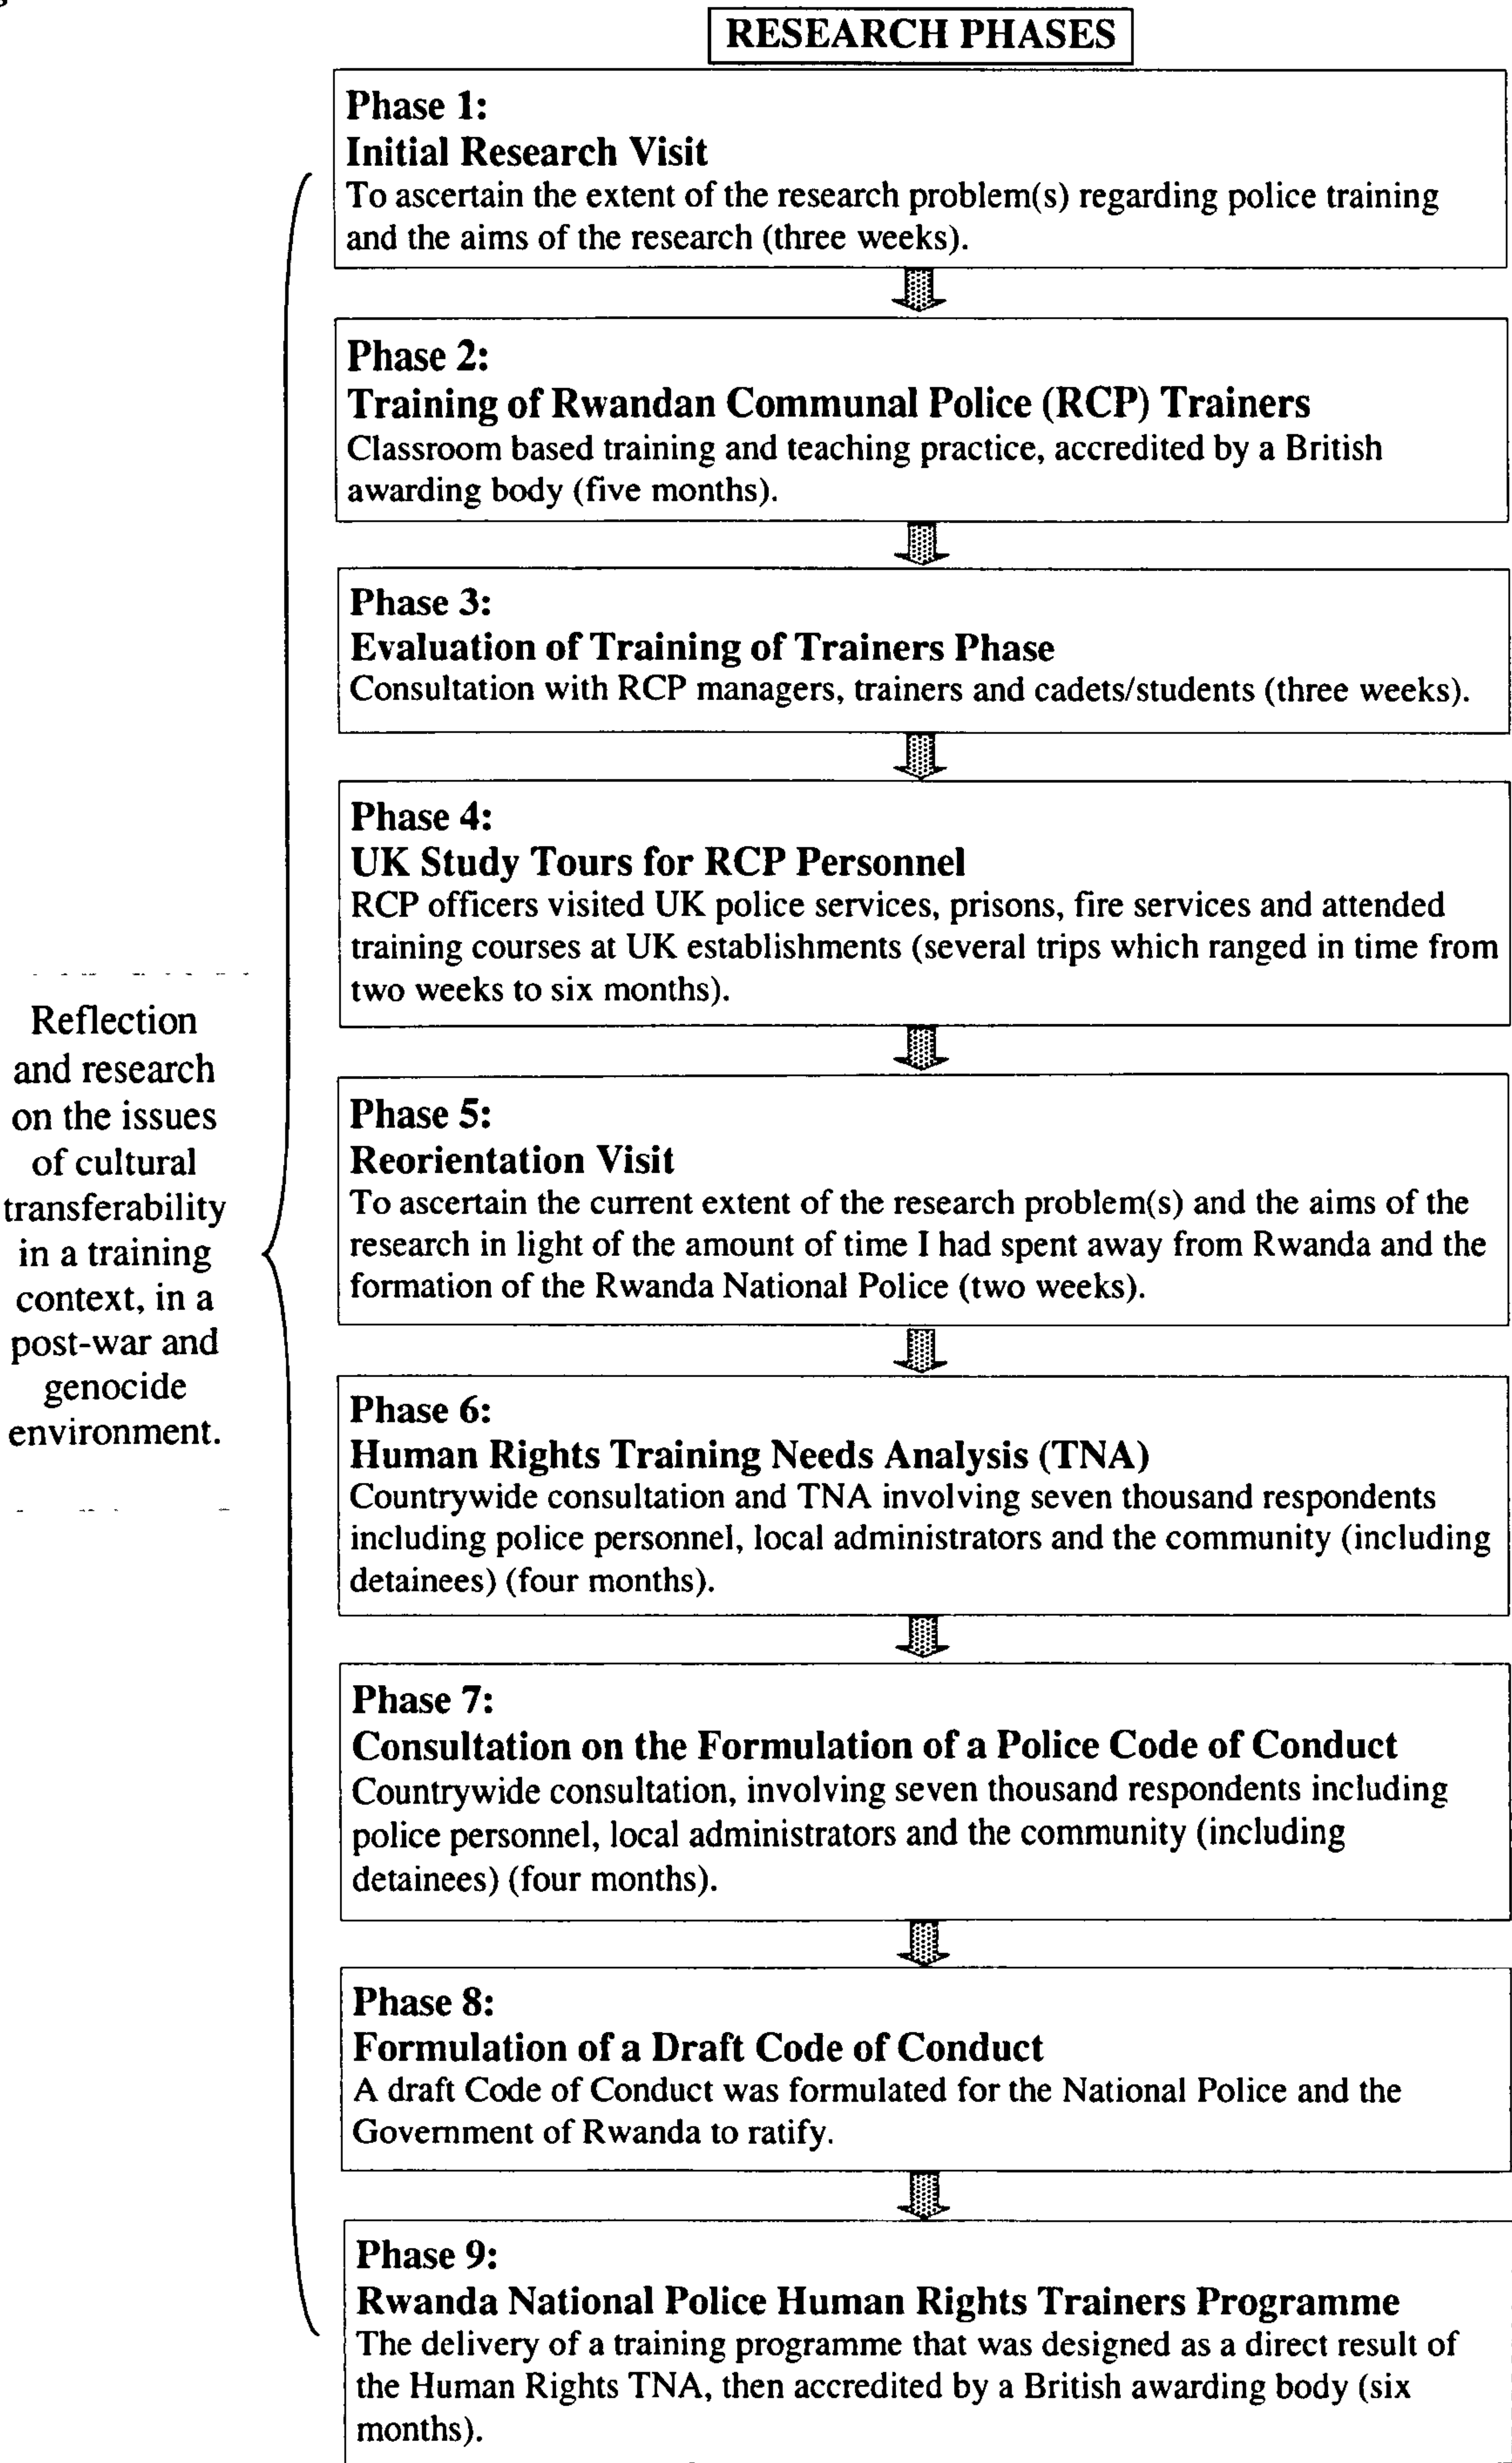 RESEARCH PHASES
Phase 1:
Initial Research Visit
To ascertain the extent of the research problem(s) regarding police training
and the aims of the research (three weeks).
Phase 2:
Training of Rwandan Communal Police (RCP) Trainers
Classroom based training and teaching practice, accredited by a British
awarding body (five months).
Phase 3:
Evaluation of Training of Trainers Phase
Consultation with RCP managers, trainers and cadets/students (three weeks).
Phase 4:
UK Study Tours for RCP Personnel
RCP officers visited UK police services, prisons, fire services and attended
training courses at UK establishments (several trips which ranged in time from
two weeks to six months).
Phase 5:
Reorientation Visit
To ascertain the current extent of the research problem(s) and the aims of the
research in light of the amount of time I had spent away from Rwanda and the
formation of the Rwanda National Police (two weeks).
Phase 6:
Human Rights Training Needs Analysis (TNA)
Countrywide consultation and TNA involving seven thousand respondents
including police personnel, local administrators and the community (including
detainees) (four months).
Phase 7:
Consultation on the Formulation of a Police Code of Conduct
Countrywide consultation, involving seven thousand respondents including
police personnel, local administrators and the community (including
detainees) (four months).
Phase 8:
Formulation of a Draft Code of Conduct
A draft Code of Conduct was formulated for the National Police and the
Government of Rwanda to ratify.
Phase 9:
Rwanda National Police Human Rights Trainers Programme
The delivery of a training programme that was designed as a direct result of
the Human Rights TNA, then accredited by a British awarding body (six
months).
Reflection
and research
on the issues
of cultural
transferability
in a training
context, in a
post-war and
genocide
environment.